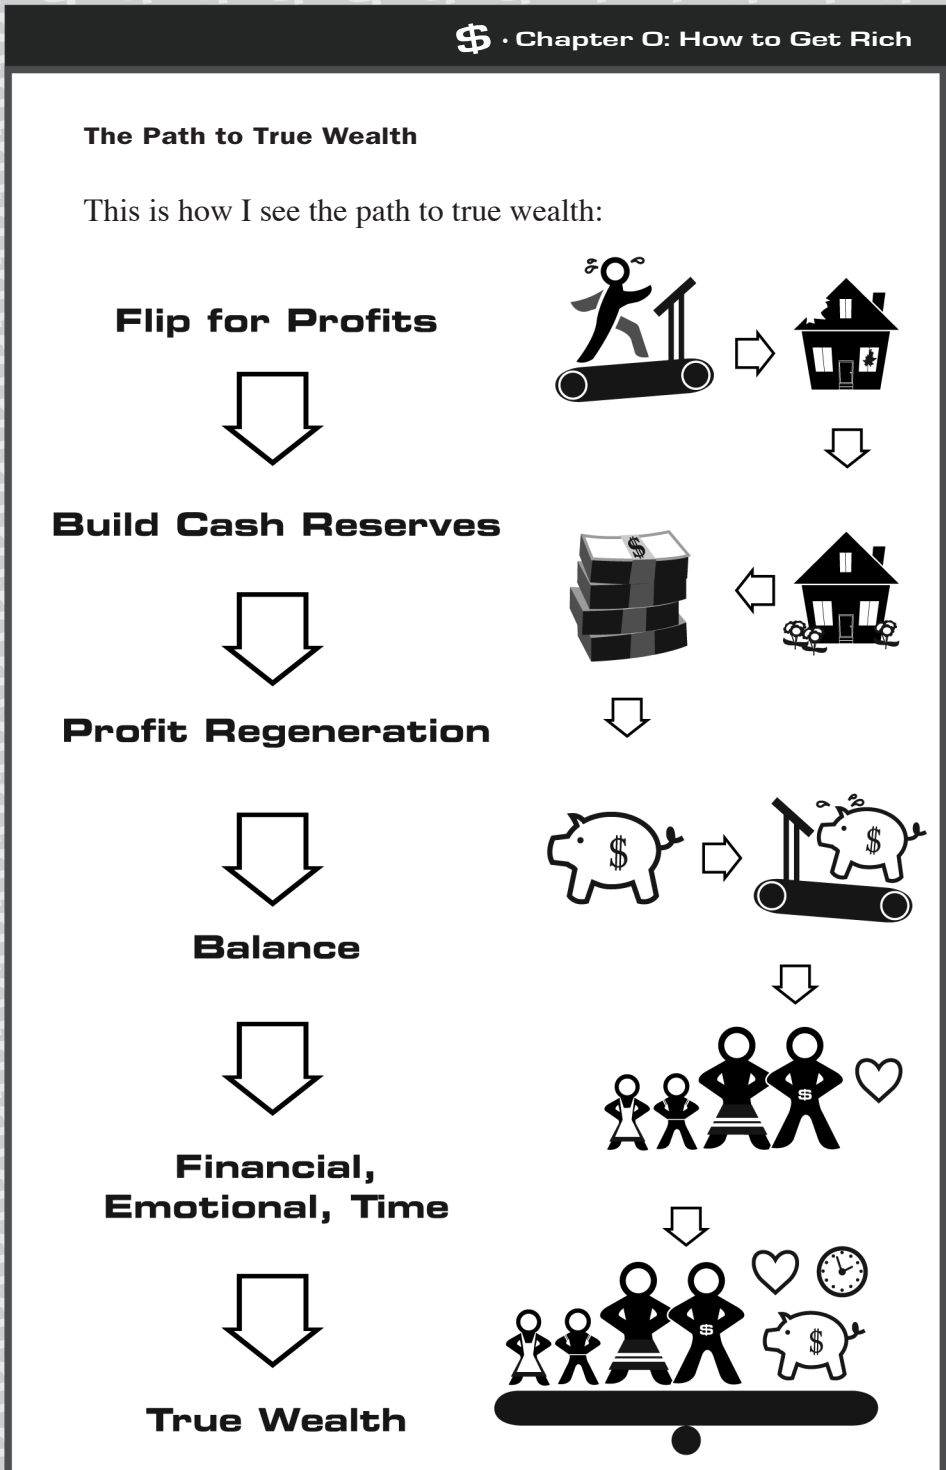 $ · Chapter 0: How to Get Rich
The Path to True Wealth
This is how I see the path to true wealth:
Flip for Profits
Build Cash Reserves
$
Profit Regeneration
$
$
Balance
$
Financial,
Emotional, Time
$
$
True Wealth